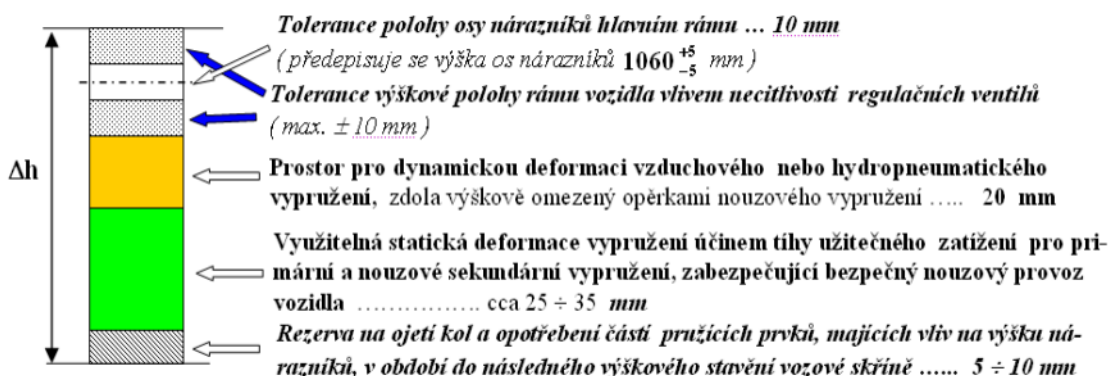 Tolerance polohy osy nárazníků hlavním rámu … 10 mm
( předepisuje se výška os nárazníků 1060 +5 −5 mm )
Tolerance výškové polohy rámu vozidla vlivem necitlivosti regulačních ventilů
( max. ± 10 mm )
Δh
Prostor pro dynamickou deformaci vzduchového nebo hydropneumatického
vypružení, zdola výškově omezený opěrkami nouzového vypružení ….. 20 mm
Využitelná statická deformace vypružení účinem tíhy užitečného zatížení pro pri-
mární a nouzové sekundární vypružení, zabezpečující bezpečný nouzový provoz
vozidla ……………. cca 25 ÷ 35 mm
Rezerva na ojetí kol a opotřebení částí pružících prvků, majících vliv na výšku ná-
razníků, v období do následného výškového stavění vozové skříně …... 5 ÷ 10 mm